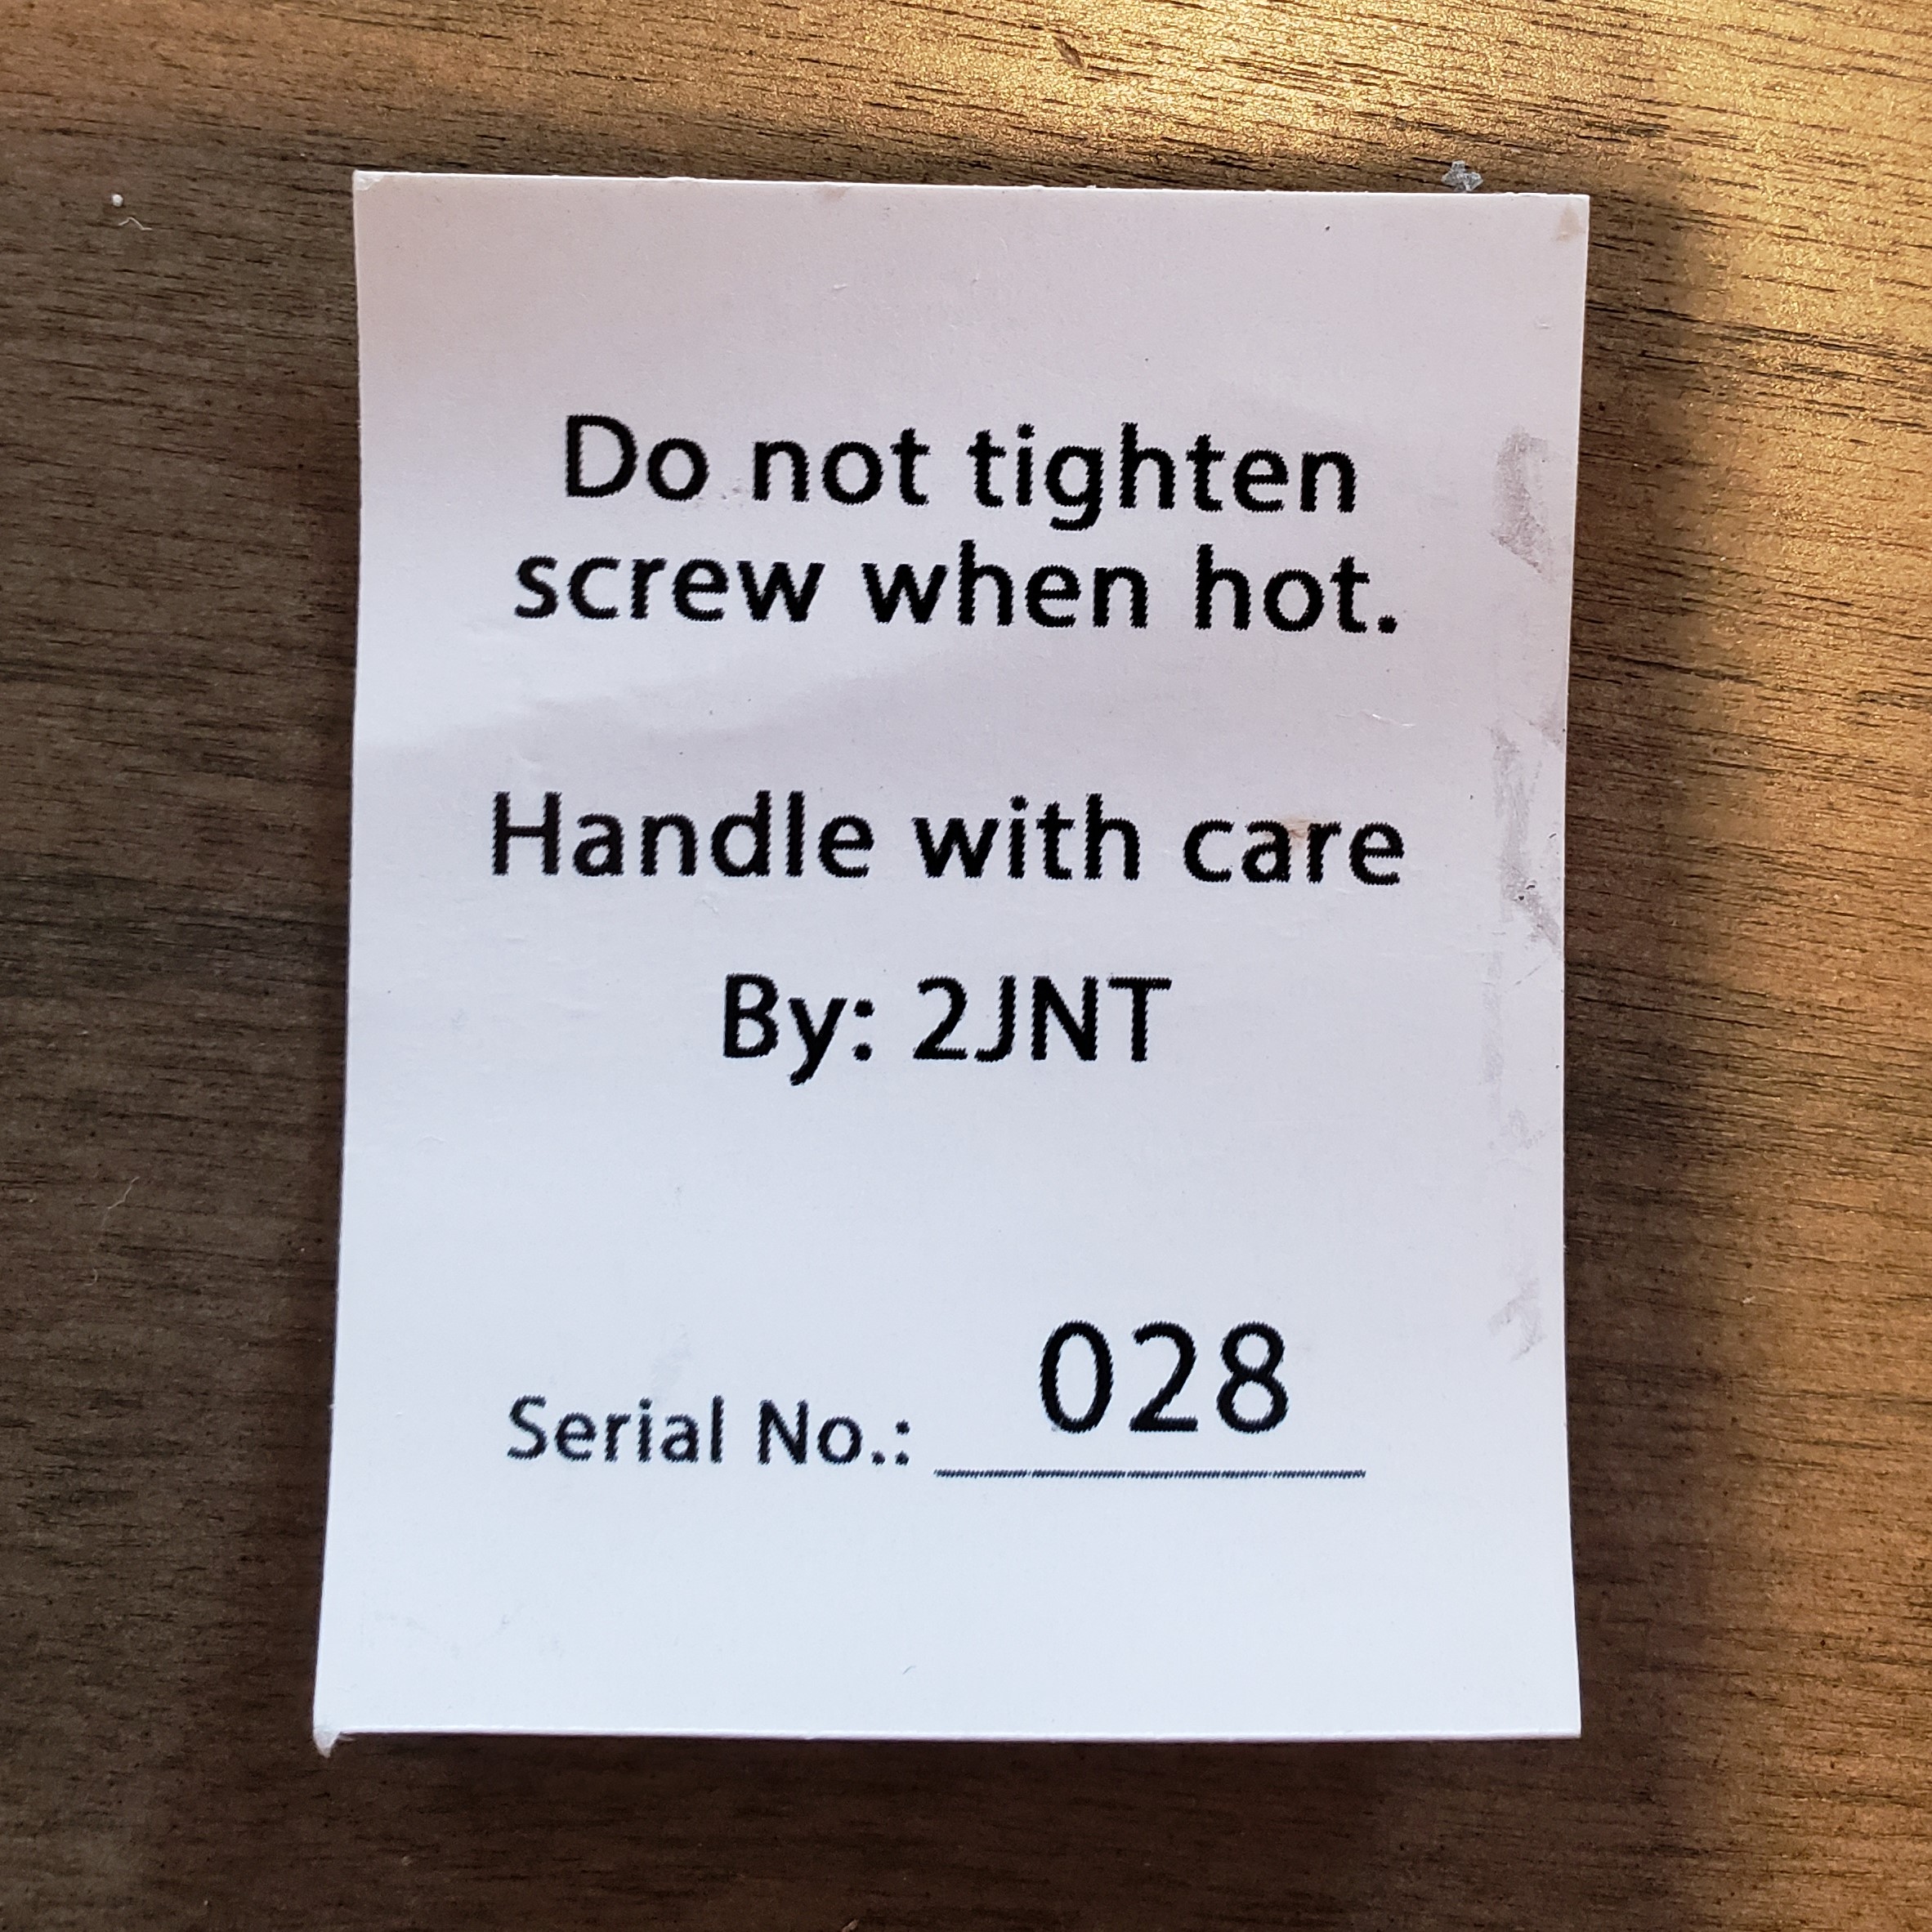 Do not tighten
screw when hot.
Handle with care
By: 2JNT
Serial No.: 028